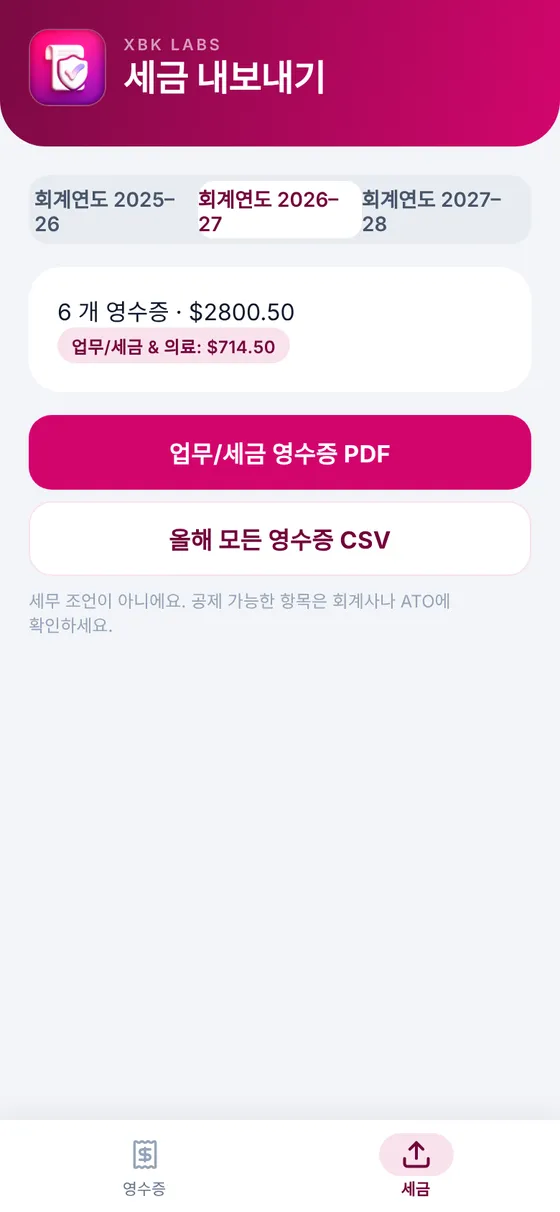 XBK LABS
세금 내보내기
회계연도 2025–
26
회계연도 2026–
27
회계연도 2027–
28
6 개 영수증 · $2800.50
업무/세금 & 의료: $714.50
업무/세금 영수증 PDF
올해 모든 영수증 CSV
세무 조언이 아니에요. 공제 가능한 항목은 회계사나 ATO에
확인하세요.
영수증
세금